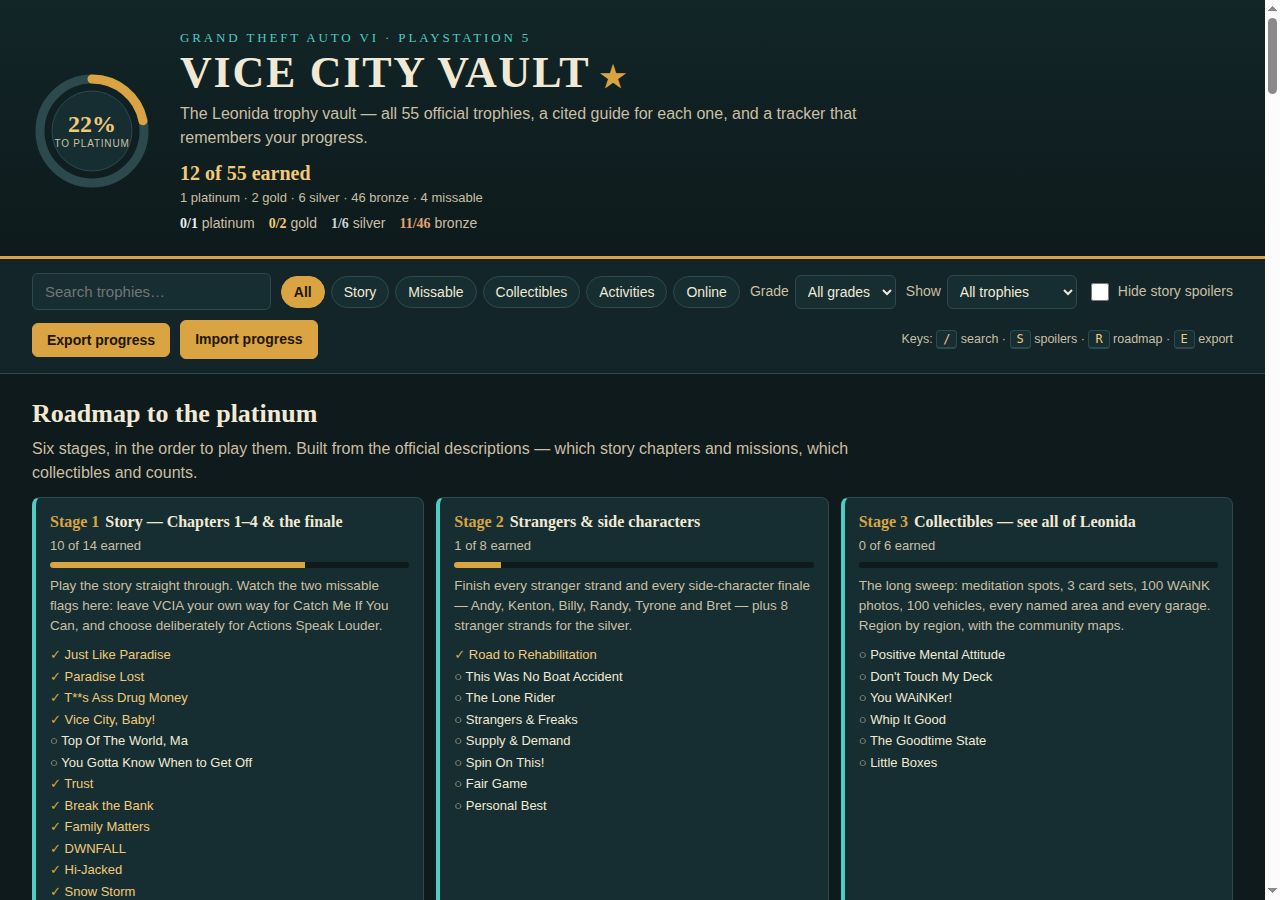 GRAND THEFT AUTO VI · PLAYSTATION 5
VICE CITY VAULT ★
The Leonida trophy vault — all 55 official trophies, a cited guide for each one, and a tracker that
remembers your progress.
22%
TO PLATINUM
12 of 55 earned
1 platinum · 2 gold · 6 silver · 46 bronze · 4 missable
0/1 platinum 0/2 gold 1/6 silver 11/46 bronze
Search trophies… All Story Missable Collectibles Activities Online Grade All grades Show All trophies Hide story spoilers
Export progress Import progress Keys: / search · S spoilers · R roadmap · E export
Roadmap to the platinum
Six stages, in the order to play them. Built from the official descriptions — which story chapters and missions, which
collectibles and counts.
Stage 1 Story — Chapters 1–4 & the finale
10 of 14 earned
Play the story straight through. Watch the two missable
flags here: leave VCIA your own way for Catch Me If You
Can, and choose deliberately for Actions Speak Louder.
✓ Just Like Paradise
✓ Paradise Lost
✓ T**s Ass Drug Money
✓ Vice City, Baby!
○ Top Of The World, Ma
○ You Gotta Know When to Get Off
✓ Trust
✓ Break the Bank
✓ Family Matters
✓ DWNFALL
✓ Hi-Jacked
✓ Snow Storm
Stage 2 Strangers & side characters
1 of 8 earned
Finish every stranger strand and every side-character finale
— Andy, Kenton, Billy, Randy, Tyrone and Bret — plus 8
stranger strands for the silver.
✓ Road to Rehabilitation
○ This Was No Boat Accident
○ The Lone Rider
○ Strangers & Freaks
○ Supply & Demand
○ Spin On This!
○ Fair Game
○ Personal Best
Stage 3 Collectibles — see all of Leonida
0 of 6 earned
The long sweep: meditation spots, 3 card sets, 100 WAiNK
photos, 100 vehicles, every named area and every garage.
Region by region, with the community maps.
○ Positive Mental Attitude
○ Don't Touch My Deck
○ You WAiNKer!
○ Whip It Good
○ The Goodtime State
○ Little Boxes